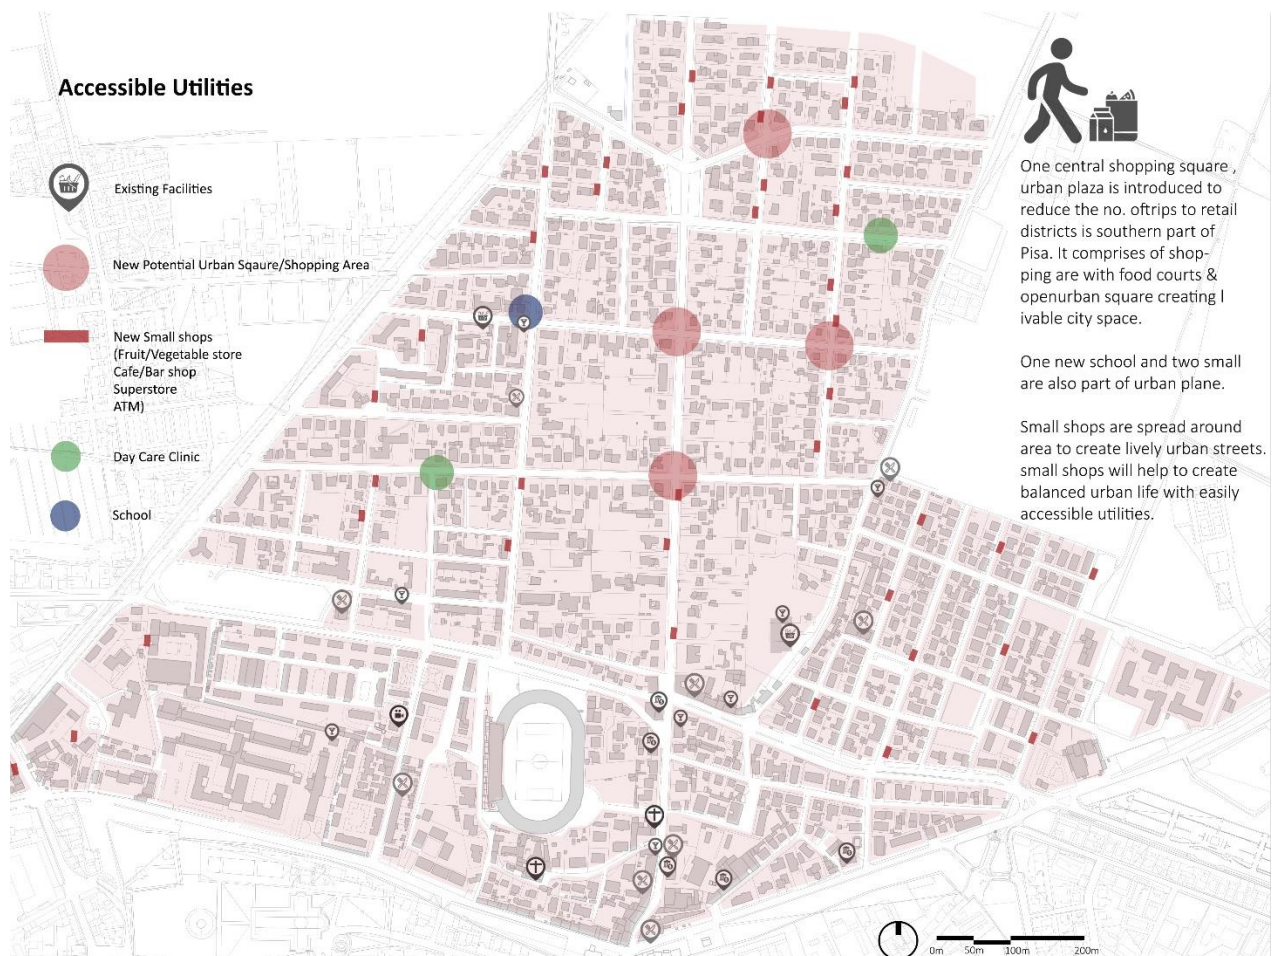 Accessible Utilities
Existing Facilities
New Potential Urban Sqaure/Shopping Area
New Small shops
(Fruit/Vegetable store
Cafe/Bar shop
Superstore
ATM)
Day Care Clinic
School
One central shopping square ,
urban plaza is introduced to
reduce the no. oftrips to retail
districts is southern part of
Pisa. It comprises of shop-
ping are with food courts &
openurban square creating l
ivable city space.
One new school and two small
are also part of urban plane.
Small shops are spread around
area to create lively urban streets.
small shops will help to create
balanced urban life with easily
accessible utilities.
0m 50m 100m 200m